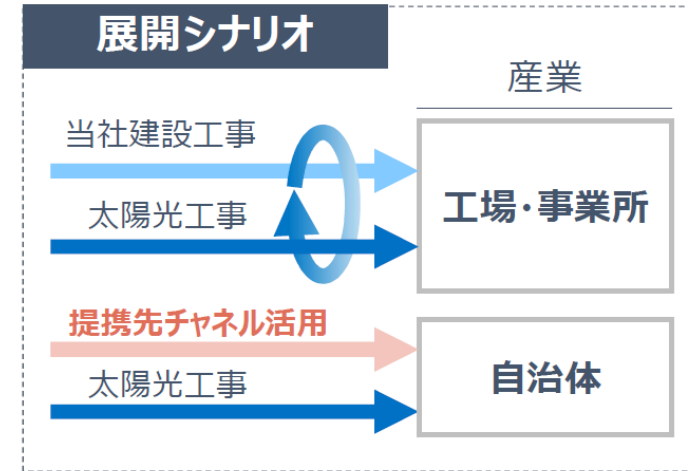 展開シナリオ
産業
当社建設工事
太陽光工事
工場・事業所
提携先チャネル活用
太陽光工事
自治体